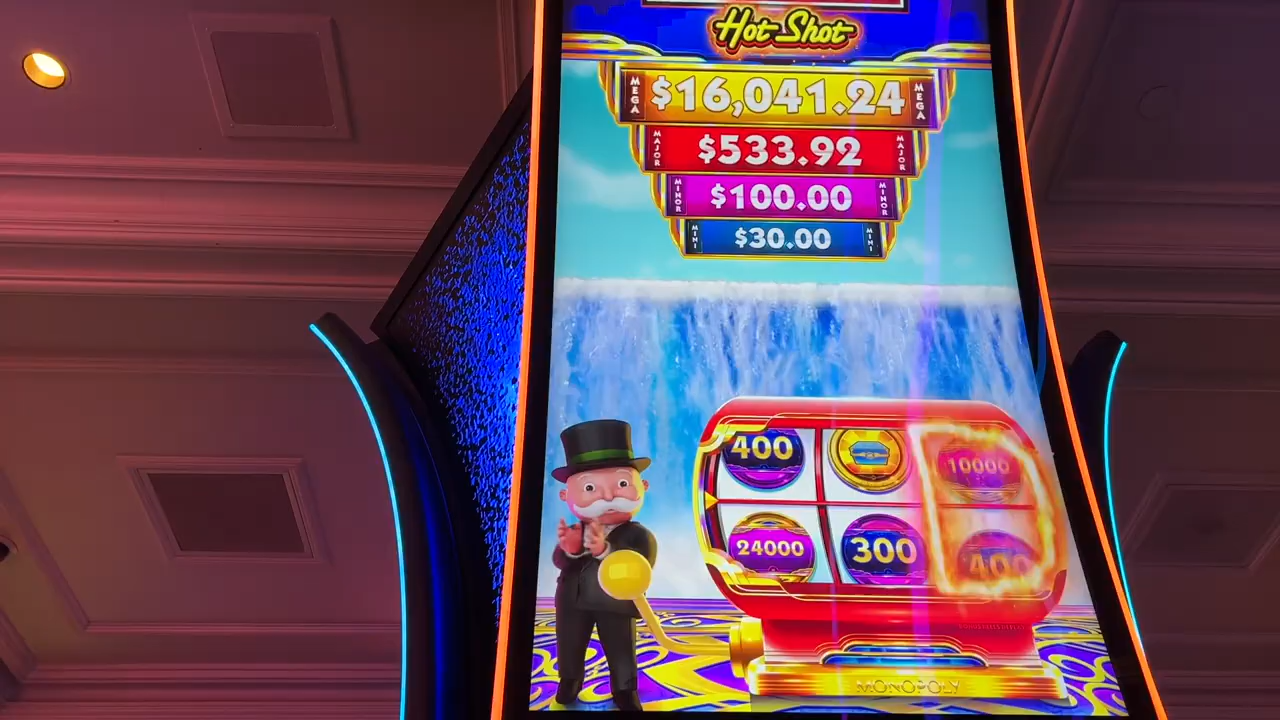 Hot Shot
MEGA $16,041.24 MEGA
MAJOR $533.92 MAJOR
MINOR $100.00 MINOR
MINI $30.00 MINI
400 10000
24000 300 400
MONOPOLY